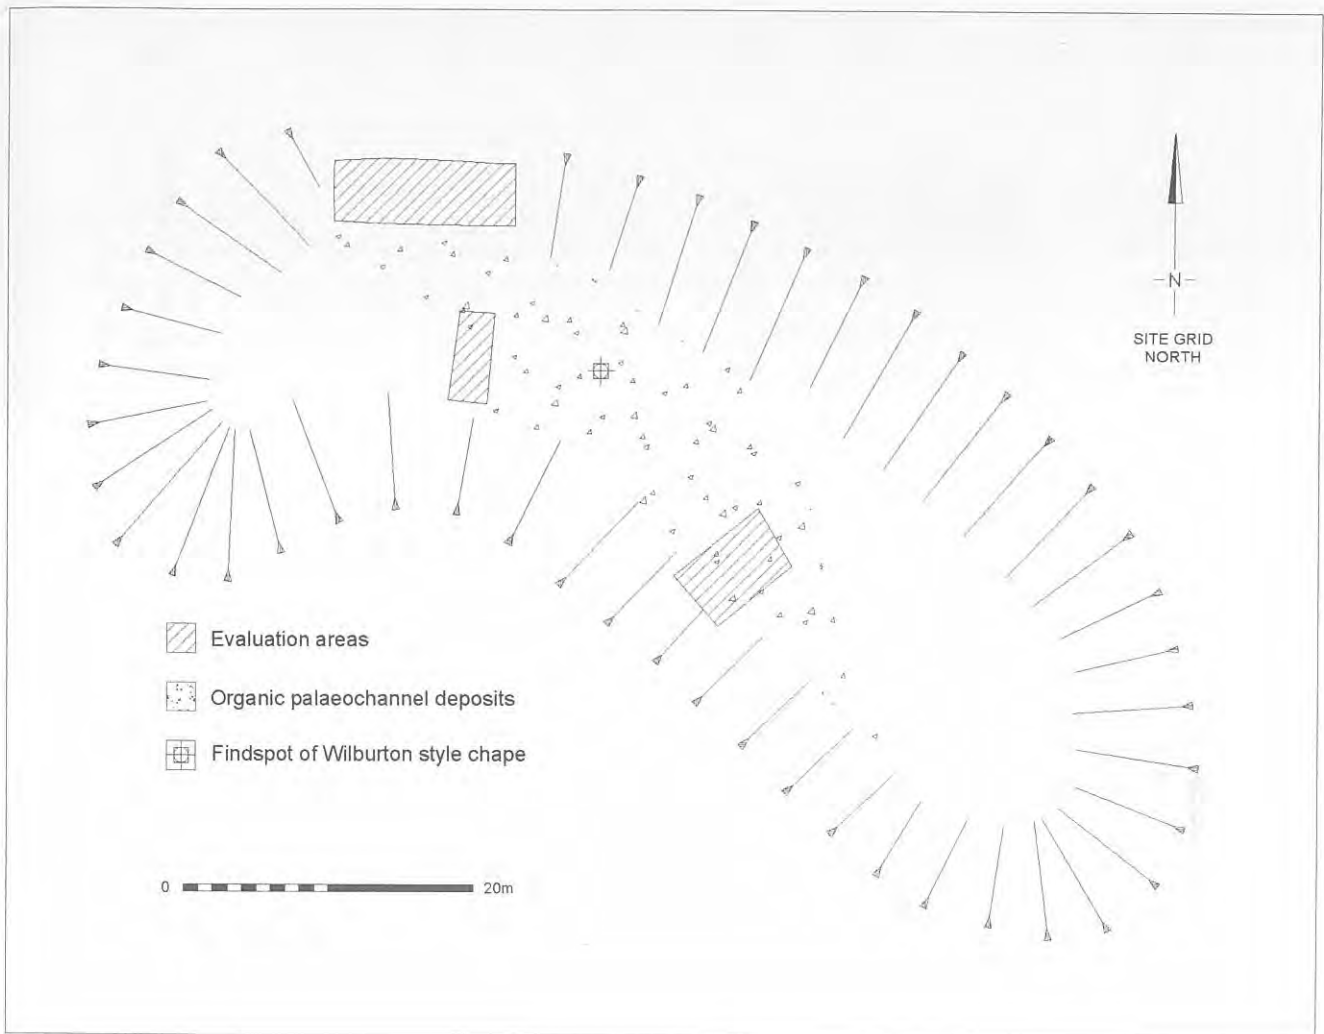 N
SITE GRID
NORTH
Evaluation areas
Organic palaeochannel deposits
Findspot of Wilburton style chape
0 20m